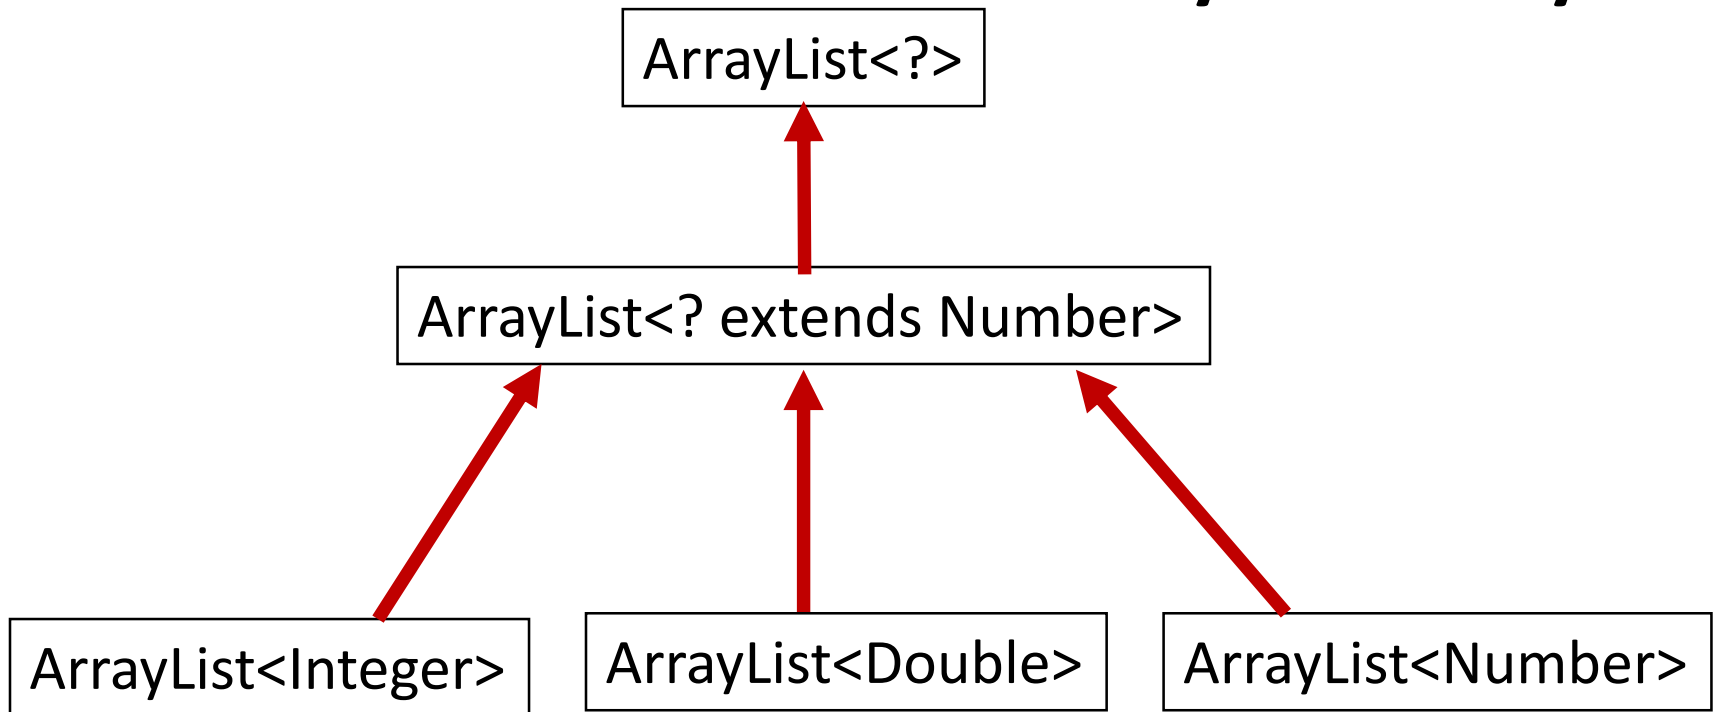 ArrayList<?>
ArrayList<? extends Number>
ArrayList<Integer>
ArrayList<Double>
ArrayList<Number>